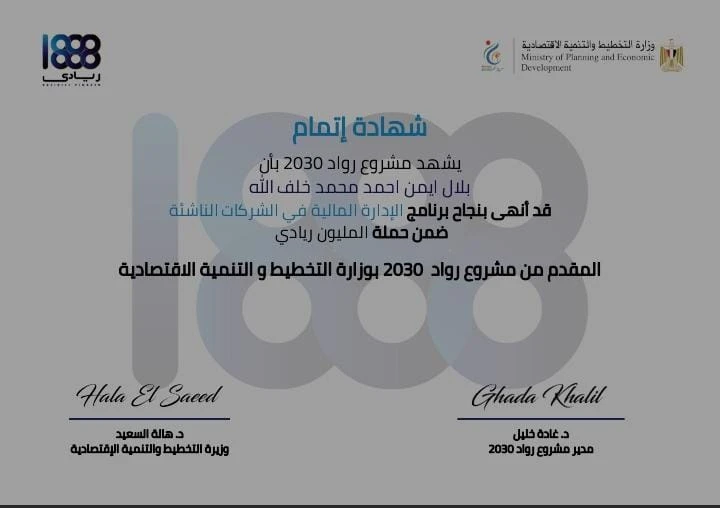 1888
ريادي
وزارة التخطيط والتنمية الاقتصادية
Ministry of Planning and Economic
Development
شهادة إتمام
يشهد مشروع رواد 2030 بأن
بلال ايمن احمد محمد خلف الله
قد أنهى بنجاح برنامج الإدارة المالية في الشركات الناشئة
ضمن حملة المليون ريادي
المقدم من مشروع رواد 2030 بوزارة التخطيط و التنمية الاقتصادية
Ghada Khalil
د. غادة خليل
مدير مشروع رواد 2030
Hala El Saeed
د. هالة السعيد
وزيرة التخطيط والتنمية الإقتصادية